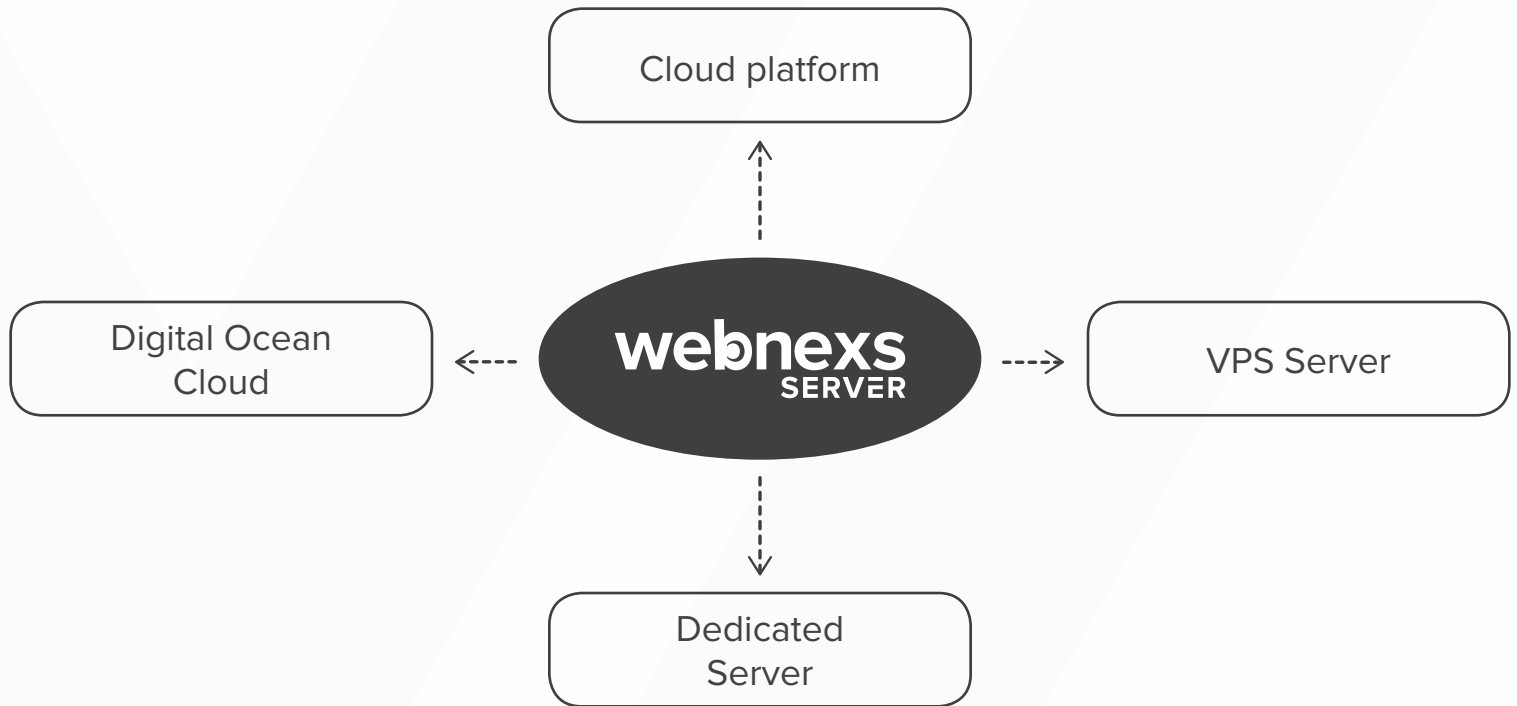 Cloud platform
Digital Ocean
Cloud
webnexs
SERVER
VPS Server
Dedicated
Server